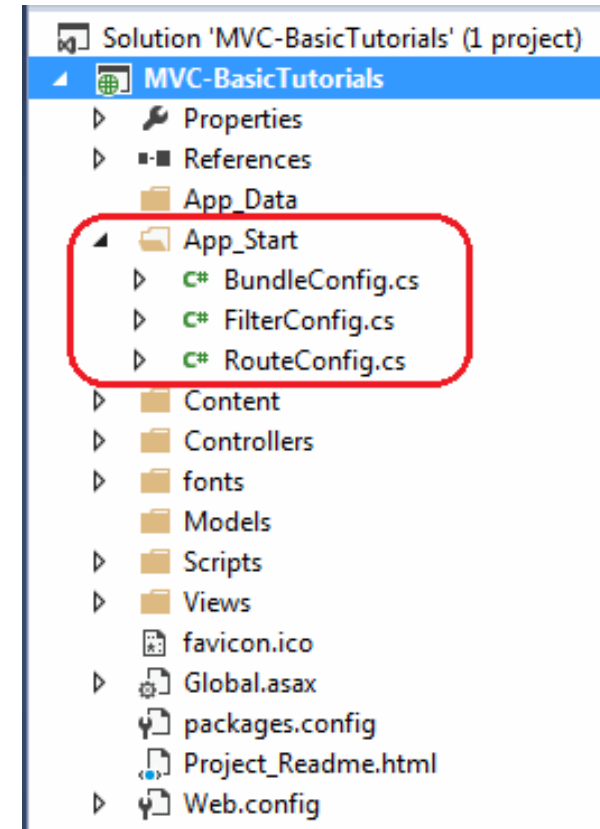 Solution 'MVC-BasicTutorials' (1 project)
MVC-BasicTutorials
Properties
References
App_Data
App_Start
C# BundleConfig.cs
C# FilterConfig.cs
C# RouteConfig.cs
Content
Controllers
fonts
Models
Scripts
Views
favicon.ico
Global.asax
packages.config
Project_Readme.html
Web.config